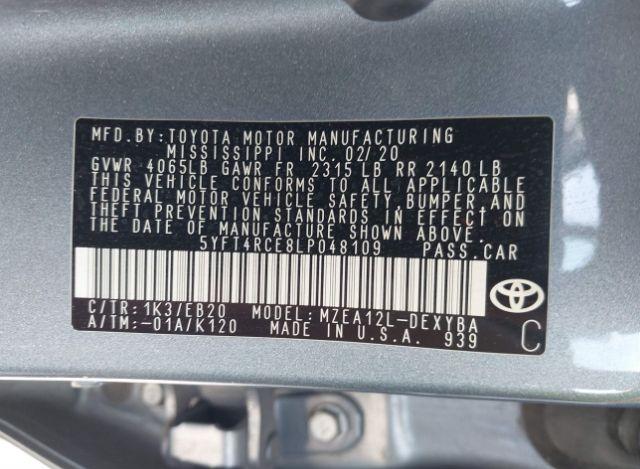 MFD. BY: TOYOTA MOTOR MANUFACTURING
MISSISSIPPI INC. 02/20
GVWR 4065LB GAWR FR 2315 LB RR 2140 LB
THIS VEHICLE CONFORMS TO ALL APPLICABLE
FEDERAL MOTOR VEHICLE SAFETY, BUMPER, AND
THEFT PREVENTION STANDARDS IN EFFECT ON
THE DATE OF MANUFACTURE SHOWN ABOVE.
5YFT4RCE8LP048109 PASS. CAR
C/TR: 1K3/EB20 MODEL: MZEA12L-DEXYBA
A/TM: -01A/K120 MADE IN U.S.A. 939
TOYOTA
C